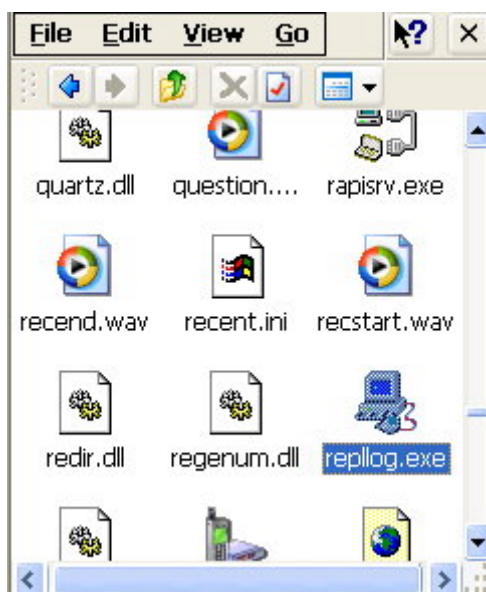 File Edit View Go
quartz.dll question.... rapisrv.exe
recend.wav recent.ini recstart.wav
redir.dll regenum.dll repllog.exe